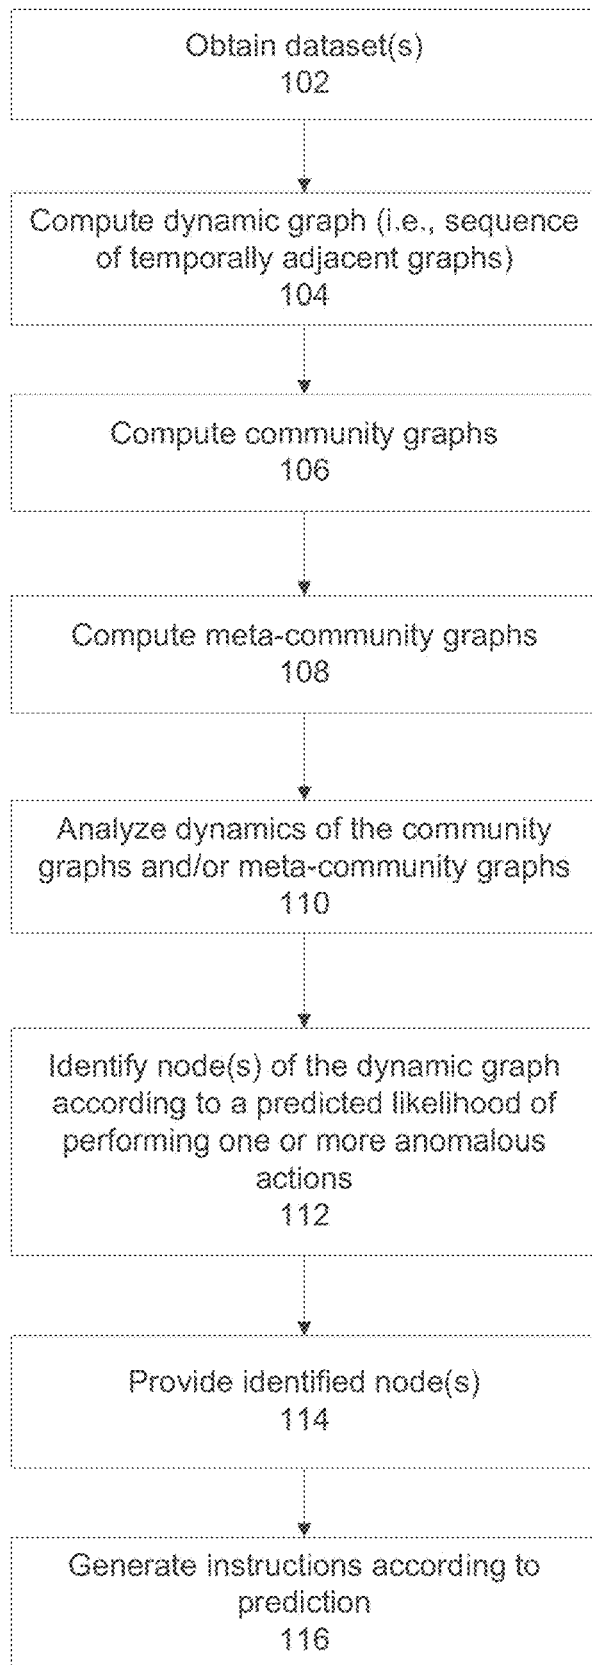 Obtain dataset(s)
102
Compute dynamic graph (i.e., sequence
of temporally adjacent graphs)
104
Compute community graphs
106
Compute meta-community graphs
108
Analyze dynamics of the community
graphs and/or meta-community graphs
110
Identify node(s) of the dynamic graph
according to a predicted likelihood of
performing one or more anomalous
actions
112
Provide identified node(s)
114
Generate instructions according to
prediction
116